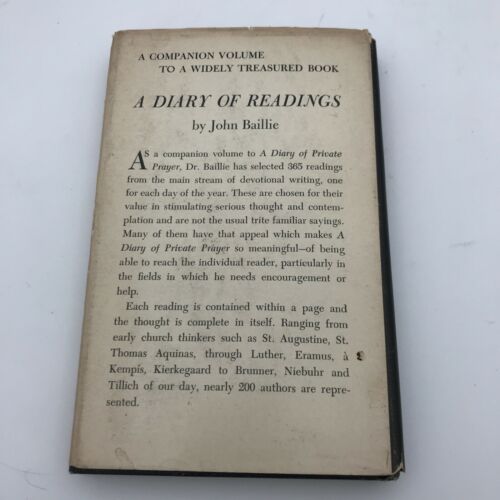 A COMPANION VOLUME
TO A WIDELY TREASURED BOOK
A DIARY OF READINGS
by John Baillie
AS a companion volume to A Diary of Private
Prayer, Dr. Baillie has selected 365 readings
from the main stream of devotional writing, one
for each day of the year. These are chosen for their
value in stimulating serious thought and contem-
plation and are not the usual trite familiar sayings.
Many of them have that appeal which makes A
Diary of Private Prayer so meaningful—of being
able to reach the individual reader, particularly in
the fields in which he needs encouragement or
help.
Each reading is contained within a page and
the thought is complete in itself. Ranging from
early church thinkers such as St. Augustine, St.
Thomas Aquinas, through Luther, Eramus, à
Kempis, Kierkegaard to Brunner, Niebuhr and
Tillich of our day, nearly 200 authors are repre-
sented.